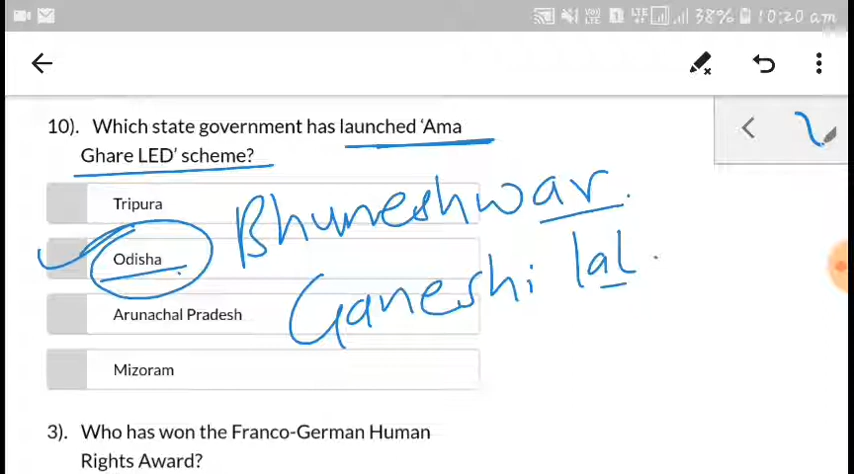 38% 10:20 am
10). Which state government has launched 'Ama
Ghare LED' scheme?
Tripura
Bhuneshwar.
Odisha
Ganeshi lal.
Arunachal Pradesh
Mizoram
3). Who has won the Franco-German Human
Rights Award?